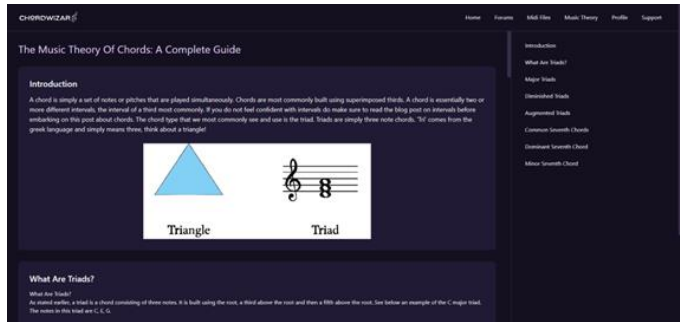 CHORDWIZAR
Home Forums Midi Files Music Theory Profile Support
The Music Theory Of Chords: A Complete Guide
Introduction
A chord is simply a set of notes or pitches that are played simultaneously. Chords are most commonly built using superimposed thirds. A chord is essentially two or
more different intervals, the interval of a third most commonly. If you do not feel confident with intervals do make sure to read the blog post on intervals before
embarking on this post about chords. The chord type that we most commonly see and use is the triad. Triads are simply three note chords. 'Tri' comes from the
greek language and simply means three, think about a triangle!
Triangle Triad
What Are Triads?
What Are Triads?
As stated earlier, a triad is a chord consisting of three notes. It is built using the root, a third above the root and then a fifth above the root. See below an example of the C major triad.
The notes in this triad are C, E, G.
Introduction
What Are Triads?
Major Triads
Diminished Triads
Augmented Triads
Common Seventh Chords
Dominant Seventh Chord
Minor Seventh Chord